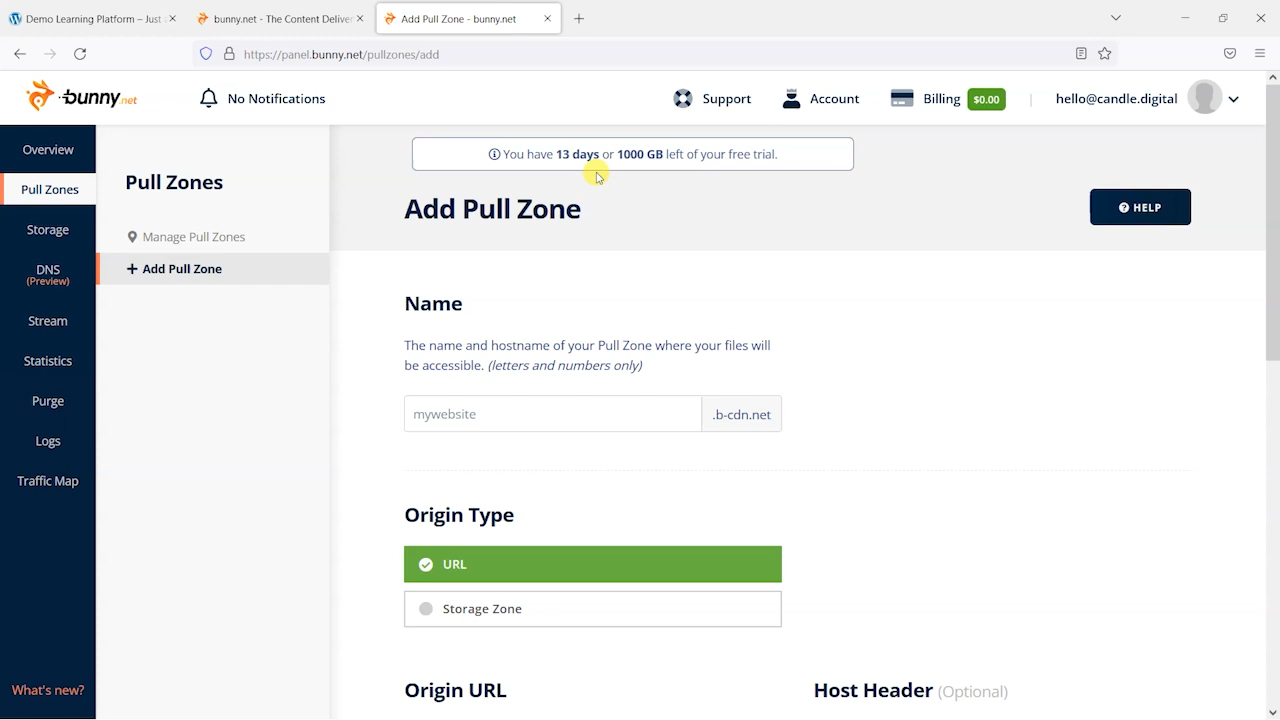 Demo Learning Platform – Just
bunny.net - The Content Deliver
Add Pull Zone - bunny.net
https://panel.bunny.net/pullzones/add
bunny.net
No Notifications
Support
Account
Billing
$0.00
hello@candle.digital
Overview
Pull Zones
Storage
DNS
(Preview)
Stream
Statistics
Purge
Logs
Traffic Map
What's new?
Pull Zones
Manage Pull Zones
Add Pull Zone
You have 13 days or 1000 GB left of your free trial.
Add Pull Zone
HELP
Name
The name and hostname of your Pull Zone where your files will
be accessible. (letters and numbers only)
mywebsite
.b-cdn.net
Origin Type
URL
Storage Zone
Origin URL
Host Header (Optional)